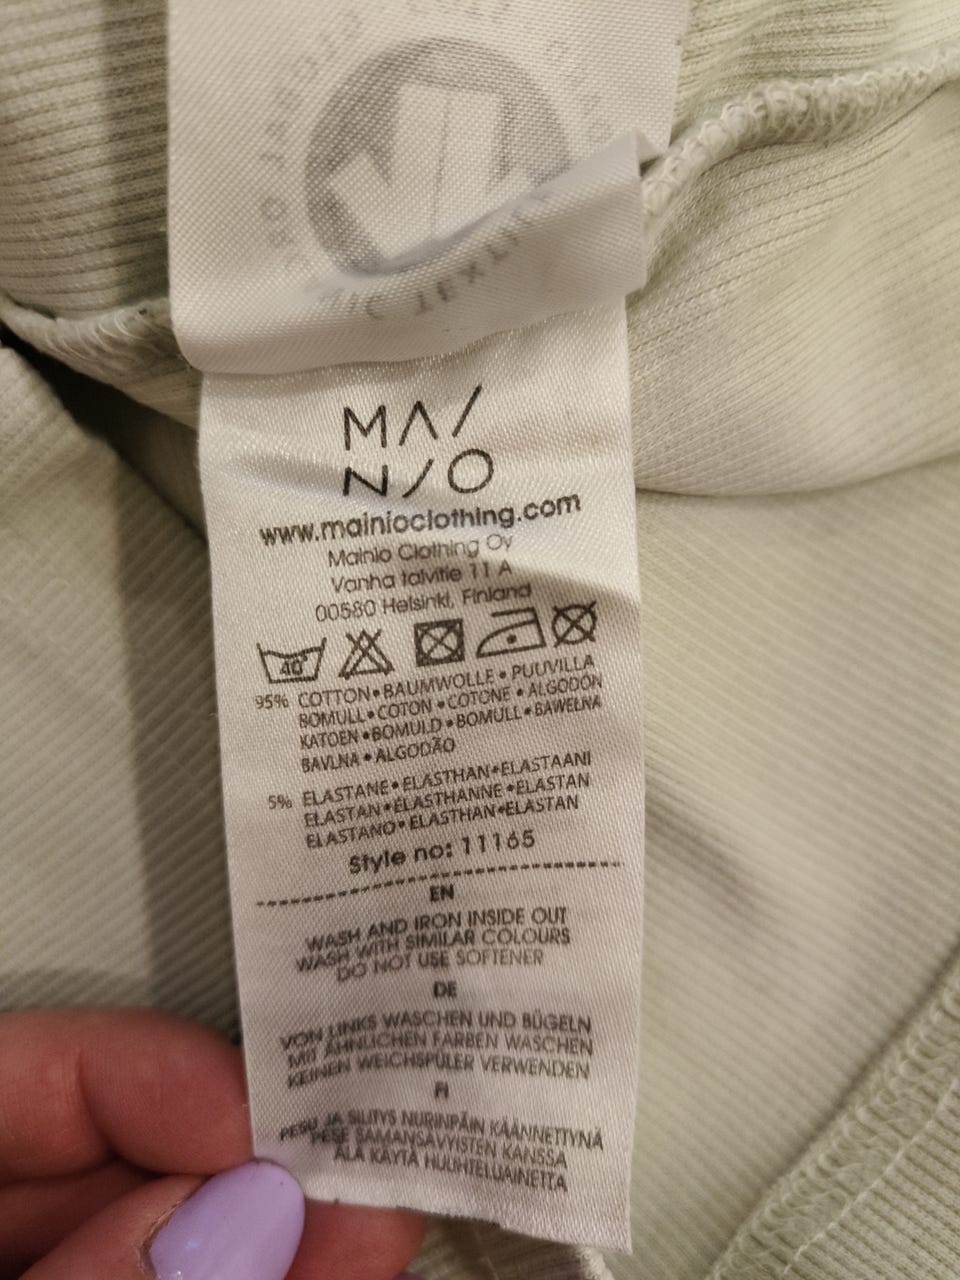 MAI
NIO
www.mainioclothing.com
Mainio Clothing Oy
Vanha talvitie 11 A
00580 Helsinki, Finland
40°
95% COTTON•BAUMWOLLE•PUUVILLA
BOMULL•COTON•COTONE•ALGODÓN
KATOEN•BOMULD•BOMULL•BAWEŁNA
BAVLNA•ALGODÃO
5% ELASTANE•ELASTHAN•ELASTAANI
ELASTAN•ÉLASTHANNE•ELASTAN
ELASTANO•ELASTHAN•ELASTAN
Style no: 11165
EN
WASH AND IRON INSIDE OUT
WASH WITH SIMILAR COLOURS
DO NOT USE SOFTENER
DE
VON LINKS WASCHEN UND BÜGELN
MIT ÄHNLICHEN FARBEN WASCHEN
KEINEN WEICHSPÜLER VERWENDEN
FI
PESU JA SILITYS NURINPÄIN KÄÄNNETTYNÄ
PESE SAMANSÄVYISTEN KANSSA
ÄLÄ KÄYTÄ HUUHTELUAINETTA